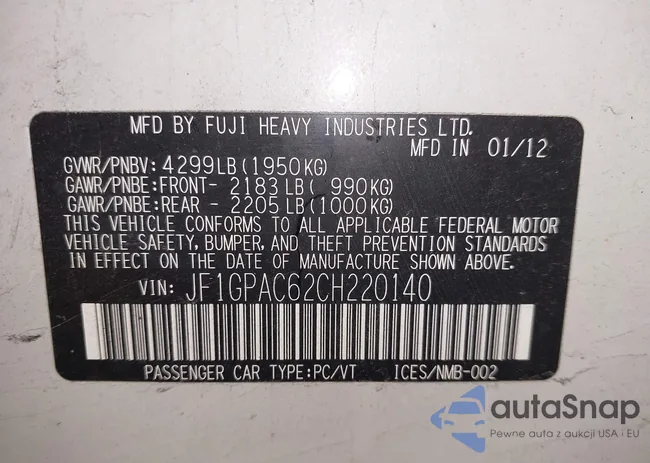 MFD BY FUJI HEAVY INDUSTRIES LTD.
MFD IN 01/12
GVWR/PNBV: 4299LB (1950KG)
GAWR/PNBE:FRONT- 2183 LB ( 990KG)
GAWR/PNBE:REAR - 2205 LB (1000KG)
THIS VEHICLE CONFORMS TO ALL APPLICABLE FEDERAL MOTOR
VEHICLE SAFETY, BUMPER, AND THEFT PREVENTION STANDARDS
IN EFFECT ON THE DATE OF MANUFACTURE SHOWN ABOVE.
VIN: JF1GPAC62CH220140
PASSENGER CAR TYPE:PC/VT ICES/NMB-002
autaSnap
Pewne auta z aukcji USA i EU